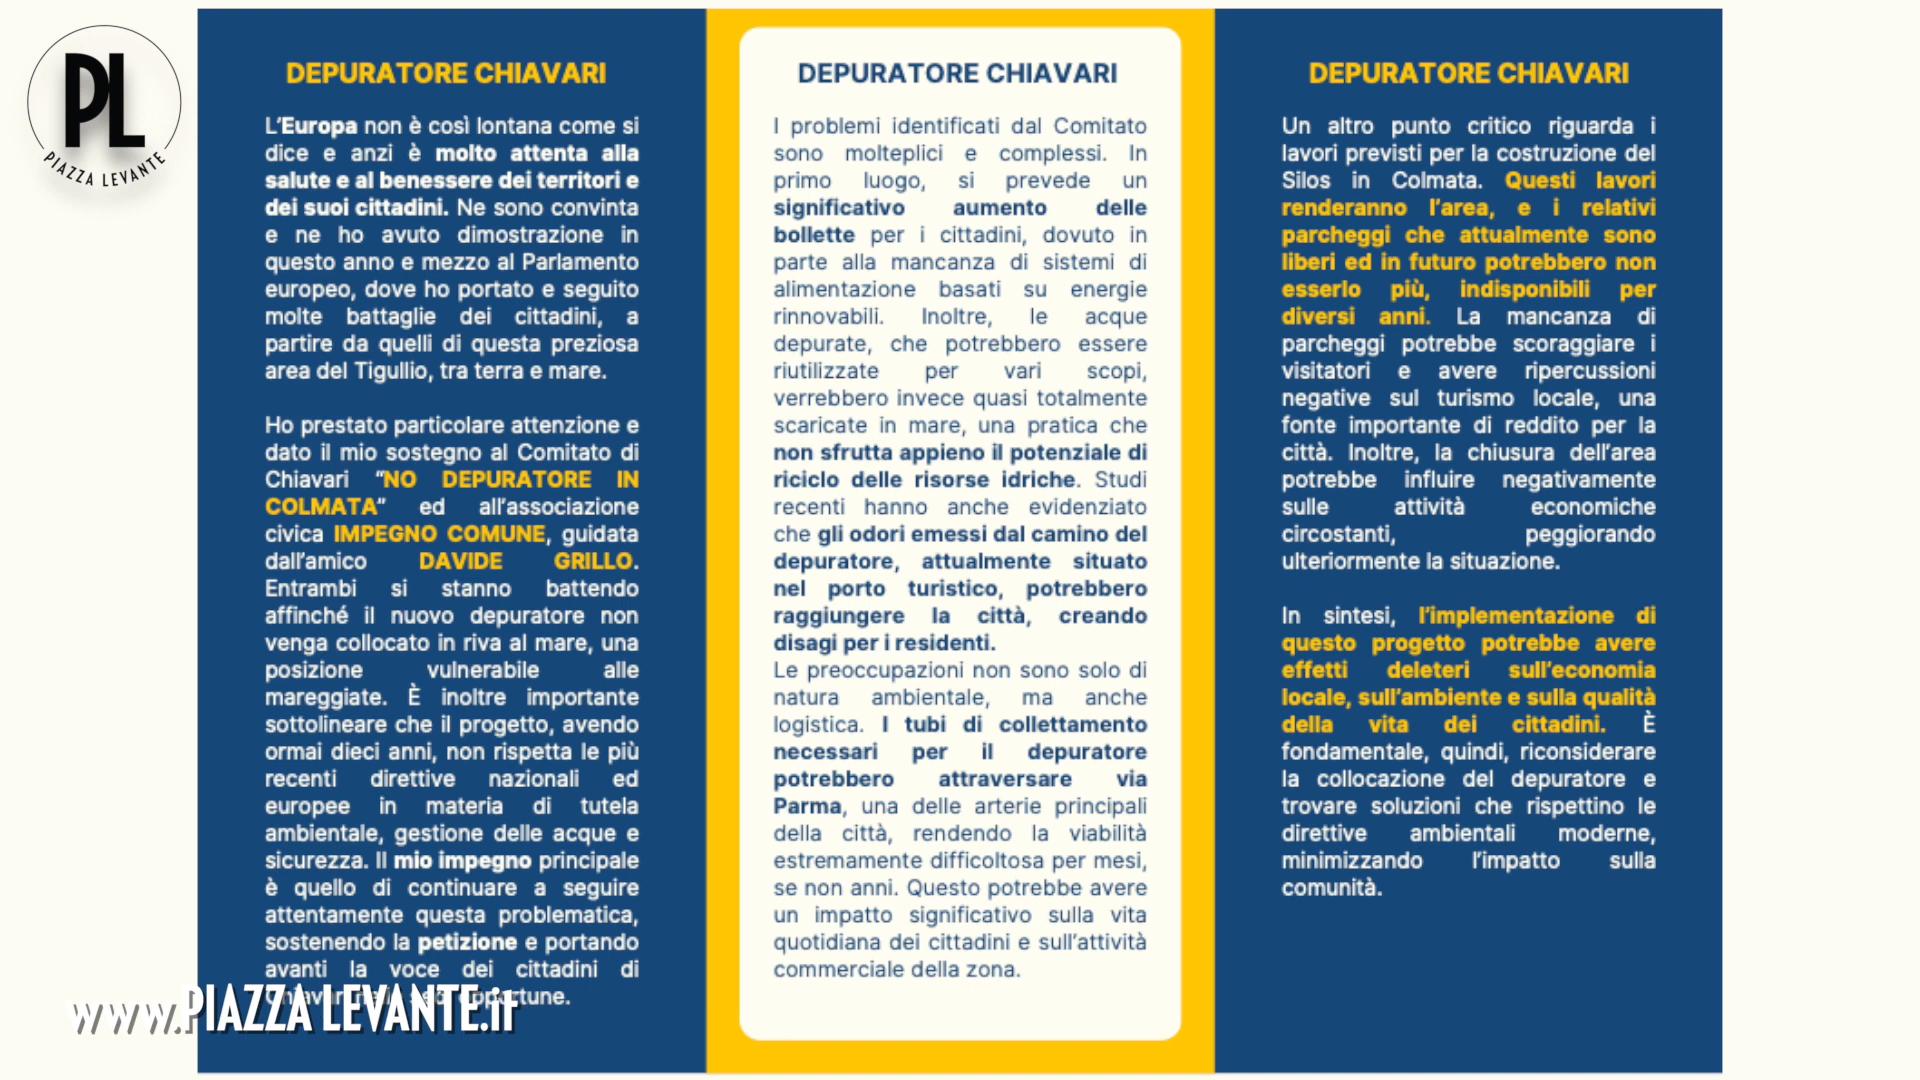 PL
PIAZZA LEVANTE
DEPURATORE CHIAVARI
L'Europa non è così lontana come si
dice e anzi è molto attenta alla
salute e al benessere dei territori e
dei suoi cittadini. Ne sono convinta
e ne ho avuto dimostrazione in
questo anno e mezzo al Parlamento
europeo, dove ho portato e seguito
molte battaglie dei cittadini, a
partire da quelli di questa preziosa
area del Tigullio, tra terra e mare.
Ho prestato particolare attenzione e
dato il mio sostegno al Comitato di
Chiavari "NO DEPURATORE IN
COLMATA" ed all'associazione
civica IMPEGNO COMUNE, guidata
dall'amico DAVIDE GRILLO.
Entrambi si stanno battendo
affinché il nuovo depuratore non
venga collocato in riva al mare, una
posizione vulnerabile alle
mareggiate. È inoltre importante
sottolineare che il progetto, avendo
ormai dieci anni, non rispetta le più
recenti direttive nazionali ed
europee in materia di tutela
ambientale, gestione delle acque e
sicurezza. Il mio impegno principale
è quello di continuare a seguire
attentamente questa problematica,
sostenendo la petizione e portando
avanti la voce dei cittadini di
Chiavari nelle sedi opportune.
www.PIAZZA LEVANTE.it
DEPURATORE CHIAVARI
I problemi identificati dal Comitato
sono molteplici e complessi. In
primo luogo, si prevede un
significativo aumento delle
bollette per i cittadini, dovuto in
parte alla mancanza di sistemi di
alimentazione basati su energie
rinnovabili. Inoltre, le acque
depurate, che potrebbero essere
riutilizzate per vari scopi,
verrebbero invece quasi totalmente
scaricate in mare, una pratica che
non sfrutta appieno il potenziale di
riciclo delle risorse idriche. Studi
recenti hanno anche evidenziato
che gli odori emessi dal camino del
depuratore, attualmente situato
nel porto turistico, potrebbero
raggiungere la città, creando
disagi per i residenti.
Le preoccupazioni non sono solo di
natura ambientale, ma anche
logistica. I tubi di collettamento
necessari per il depuratore
potrebbero attraversare via
Parma, una delle arterie principali
della città, rendendo la viabilità
estremamente difficoltosa per mesi,
se non anni. Questo potrebbe avere
un impatto significativo sulla vita
quotidiana dei cittadini e sull'attività
commerciale della zona.
DEPURATORE CHIAVARI
Un altro punto critico riguarda i
lavori previsti per la costruzione del
Silos in Colmata. Questi lavori
renderanno l'area, e i relativi
parcheggi che attualmente sono
liberi ed in futuro potrebbero non
esserlo più, indisponibili per
diversi anni. La mancanza di
parcheggi potrebbe scoraggiare i
visitatori e avere ripercussioni
negative sul turismo locale, una
fonte importante di reddito per la
città. Inoltre, la chiusura dell'area
potrebbe influire negativamente
sulle attività economiche
circostanti, peggiorando
ulteriormente la situazione.
In sintesi, l'implementazione di
questo progetto potrebbe avere
effetti deleteri sull'economia
locale, sull'ambiente e sulla qualità
della vita dei cittadini. È
fondamentale, quindi, riconsiderare
la collocazione del depuratore e
trovare soluzioni che rispettino le
direttive ambientali moderne,
minimizzando l'impatto sulla
comunità.